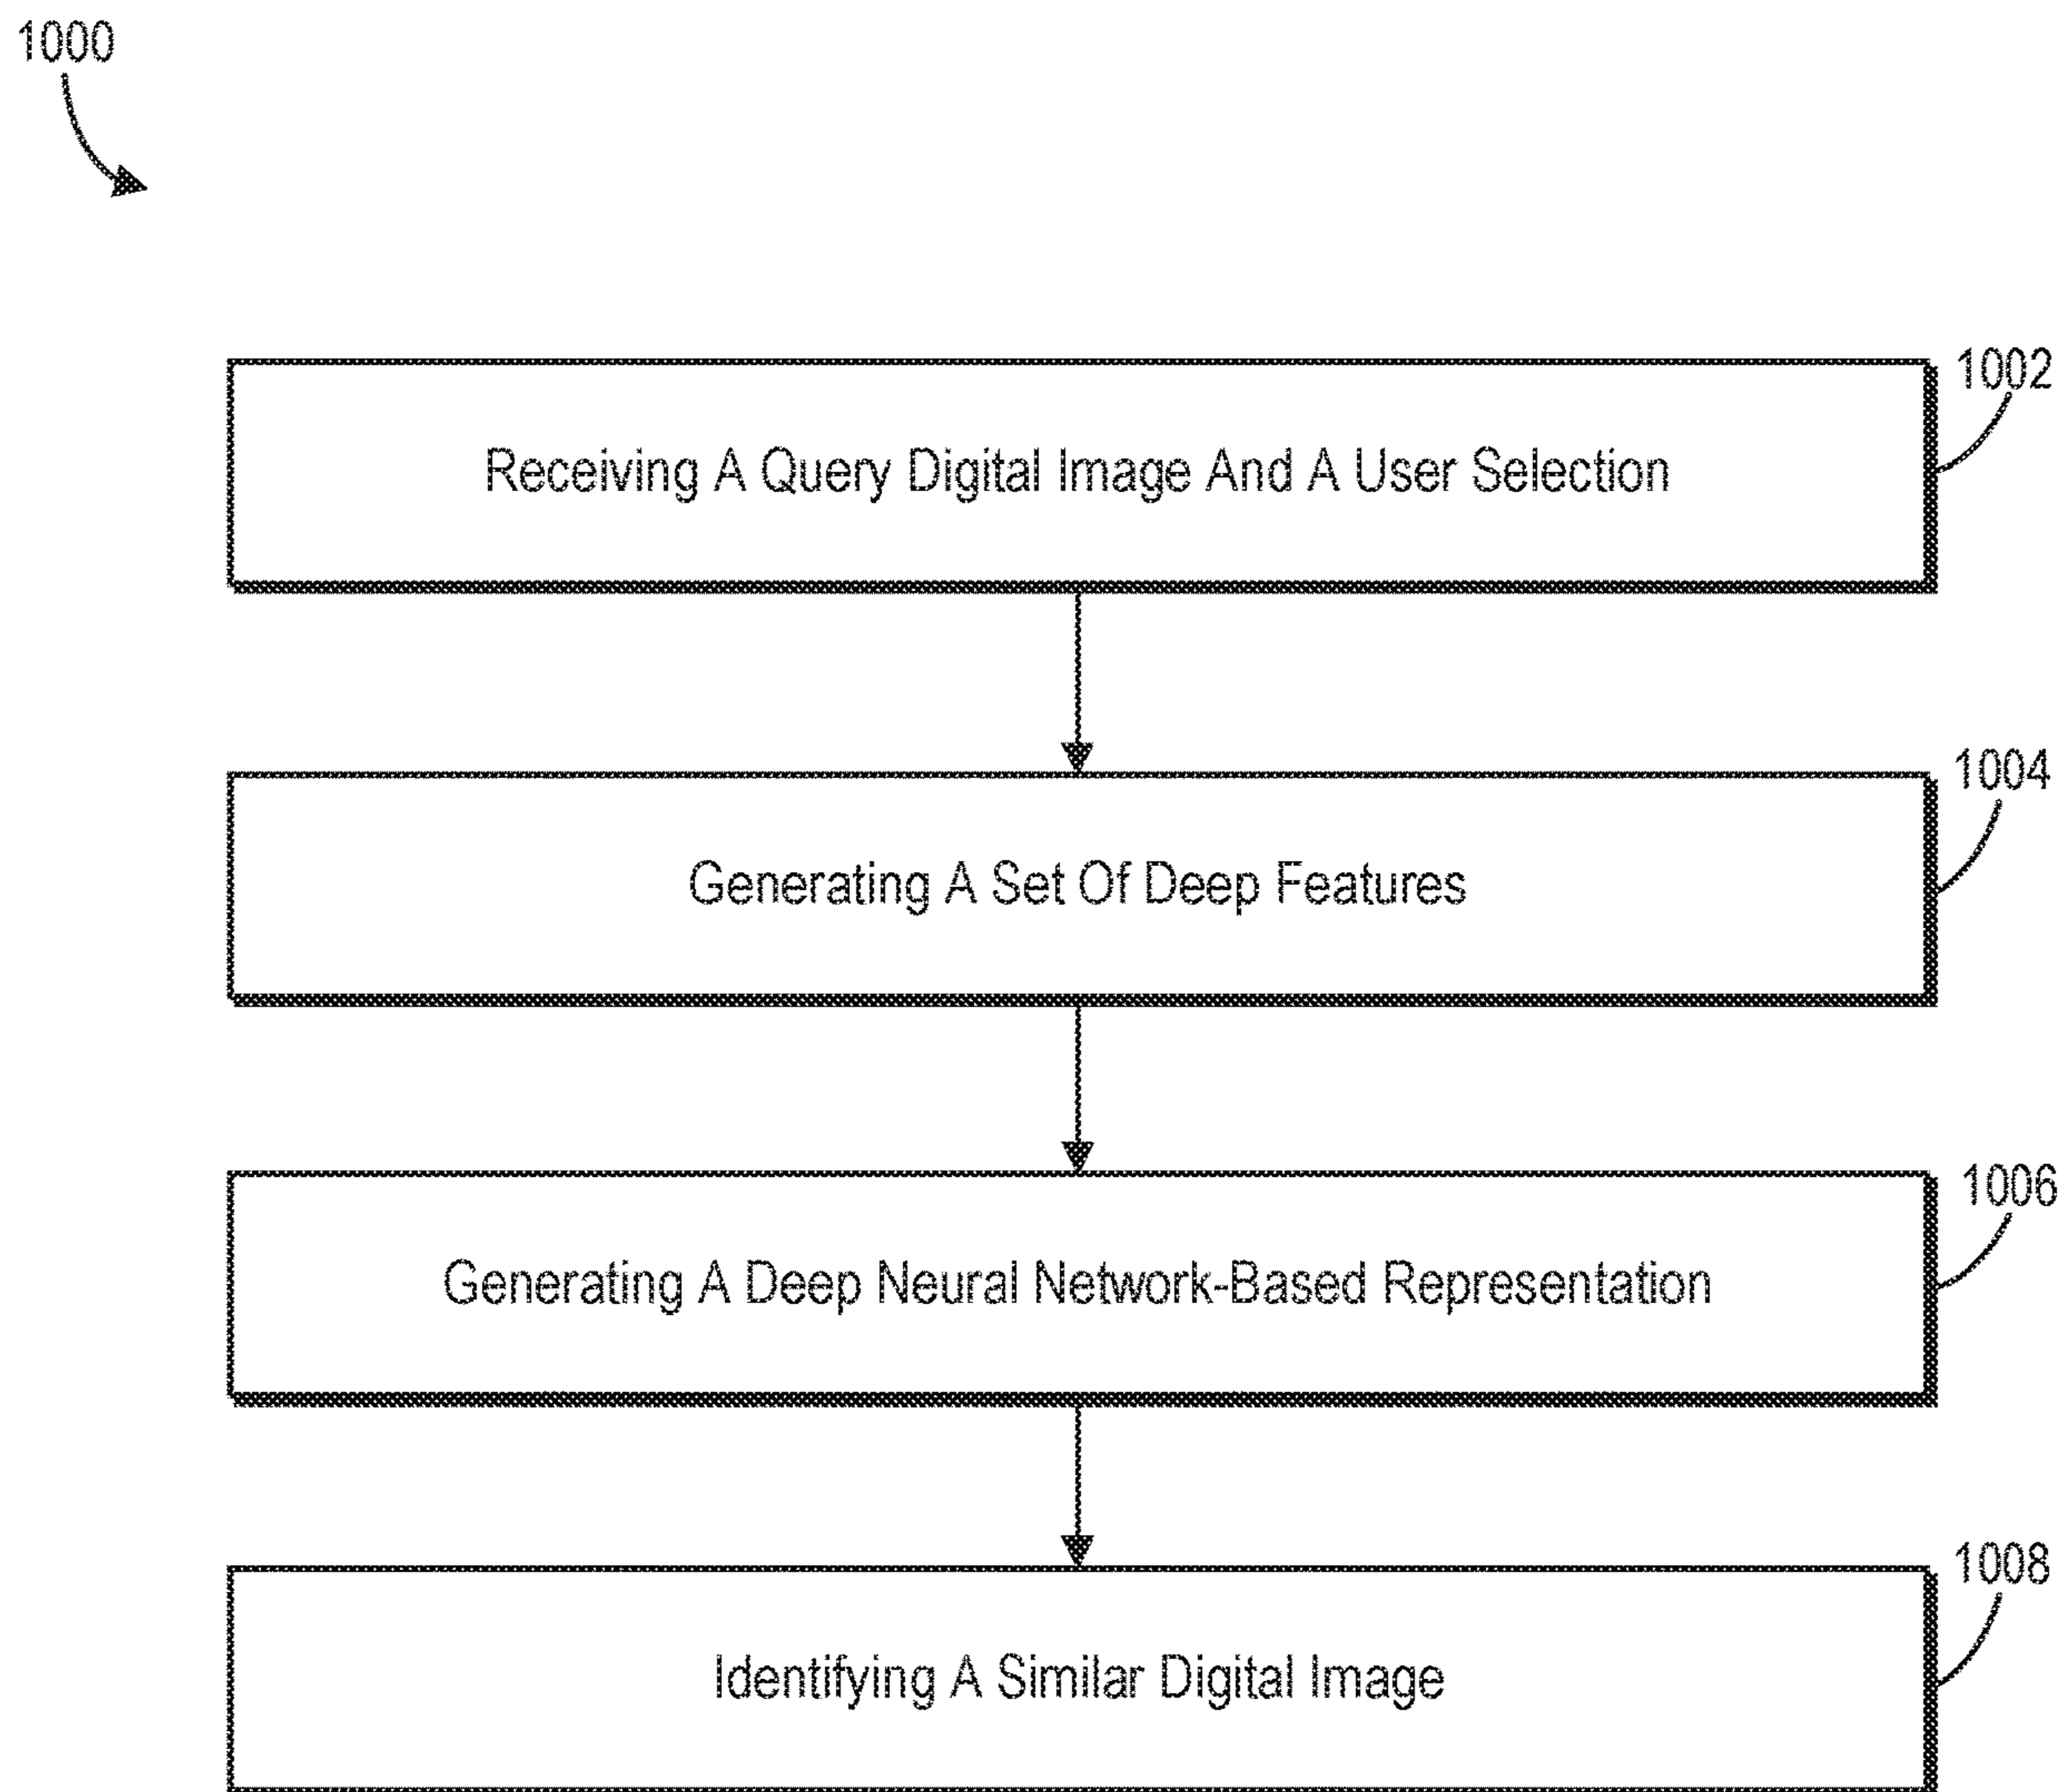 1000
1002
Receiving A Query Digital Image And A User Selection
1004
Generating A Set Of Deep Features
1006
Generating A Deep Neural Network-Based Representation
1008
Identifying A Similar Digital Image